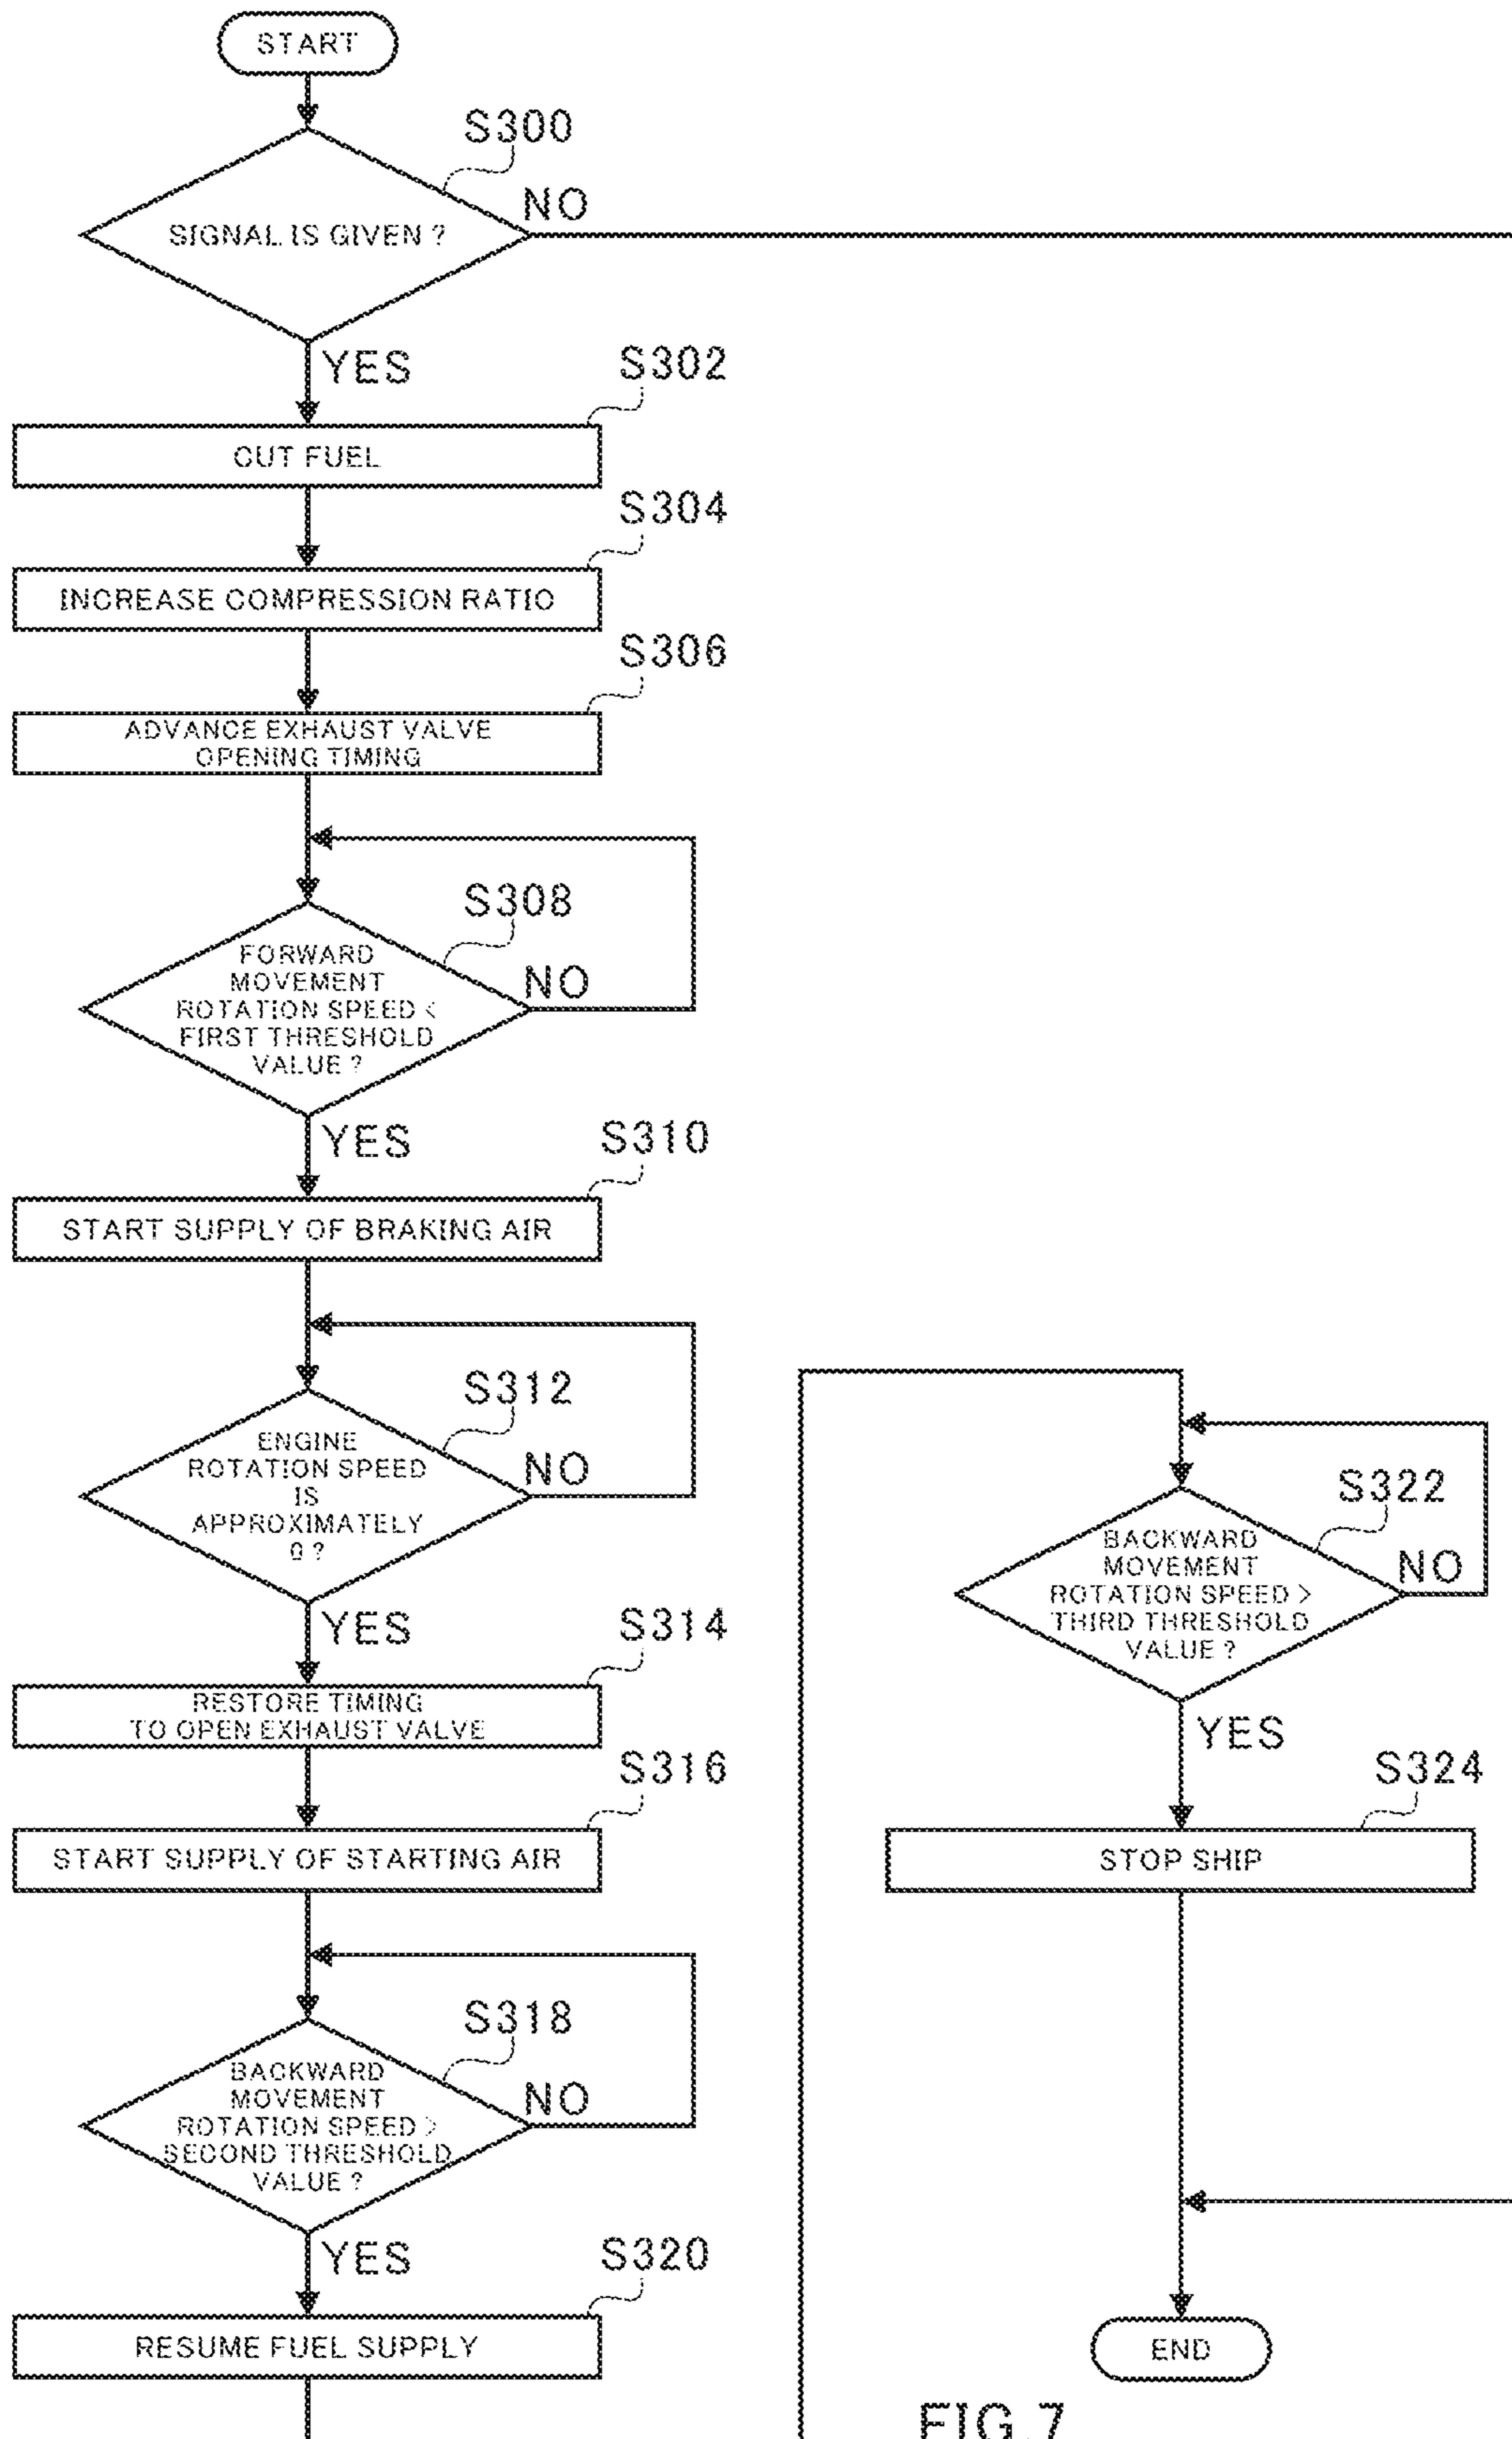 START
S300
SIGNAL IS GIVEN ?
NO
YES
S302
CUT FUEL
S304
INCREASE COMPRESSION RATIO
S306
ADVANCE EXHAUST VALVE
OPENING TIMING
S308
FORWARD
MOVEMENT
ROTATION SPEED <
FIRST THRESHOLD
VALUE ?
NO
YES
S310
START SUPPLY OF BRAKING AIR
S312
ENGINE
ROTATION SPEED
IS
APPROXIMATELY
0 ?
NO
YES
S314
RESTORE TIMING
TO OPEN EXHAUST VALVE
S316
START SUPPLY OF STARTING AIR
S318
BACKWARD
MOVEMENT
ROTATION SPEED >
SECOND THRESHOLD
VALUE ?
NO
YES
S320
RESUME FUEL SUPPLY
S322
BACKWARD
MOVEMENT
ROTATION SPEED >
THIRD THRESHOLD
VALUE ?
NO
YES
S324
STOP SHIP
END
FIG.7